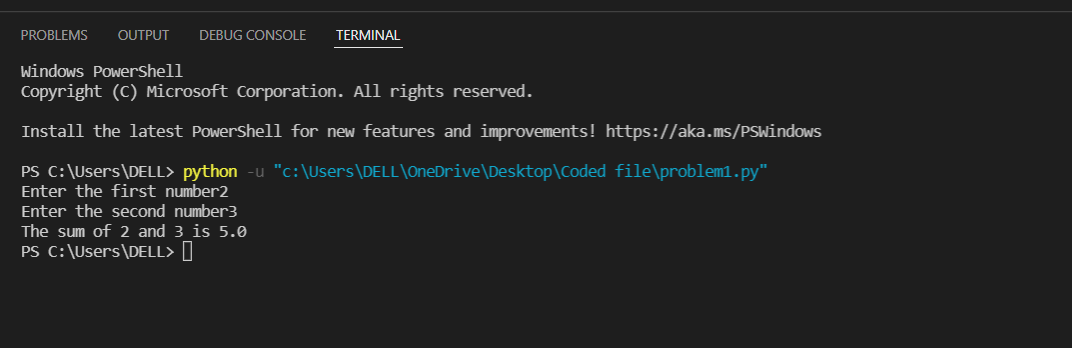 PROBLEMS OUTPUT DEBUG CONSOLE TERMINAL
Windows PowerShell
Copyright (C) Microsoft Corporation. All rights reserved.
Install the latest PowerShell for new features and improvements! https://aka.ms/PSWindows
PS C:\Users\DELL> python -u "c:\Users\DELL\OneDrive\Desktop\Coded file\problem1.py"
Enter the first number2
Enter the second number3
The sum of 2 and 3 is 5.0
PS C:\Users\DELL>